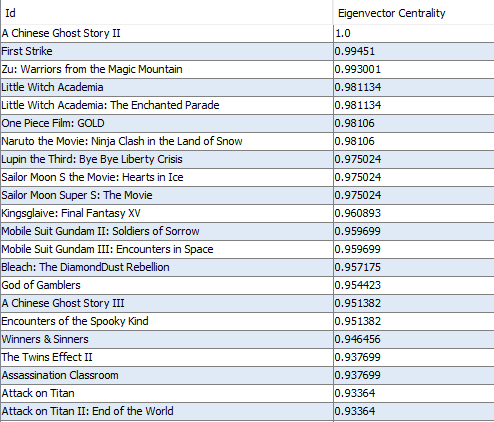 Id Eigenvector Centrality
A Chinese Ghost Story II 1.0
First Strike 0.99451
Zu: Warriors from the Magic Mountain 0.993001
Little Witch Academia 0.981134
Little Witch Academia: The Enchanted Parade 0.981134
One Piece Film: GOLD 0.98106
Naruto the Movie: Ninja Clash in the Land of Snow 0.98106
Lupin the Third: Bye Bye Liberty Crisis 0.975024
Sailor Moon S the Movie: Hearts in Ice 0.975024
Sailor Moon Super S: The Movie 0.975024
Kingsglaive: Final Fantasy XV 0.960893
Mobile Suit Gundam II: Soldiers of Sorrow 0.959699
Mobile Suit Gundam III: Encounters in Space 0.959699
Bleach: The DiamondDust Rebellion 0.957175
God of Gamblers 0.954423
A Chinese Ghost Story III 0.951382
Encounters of the Spooky Kind 0.951382
Winners & Sinners 0.946456
The Twins Effect II 0.937699
Assassination Classroom 0.937699
Attack on Titan 0.93364
Attack on Titan II: End of the World 0.93364